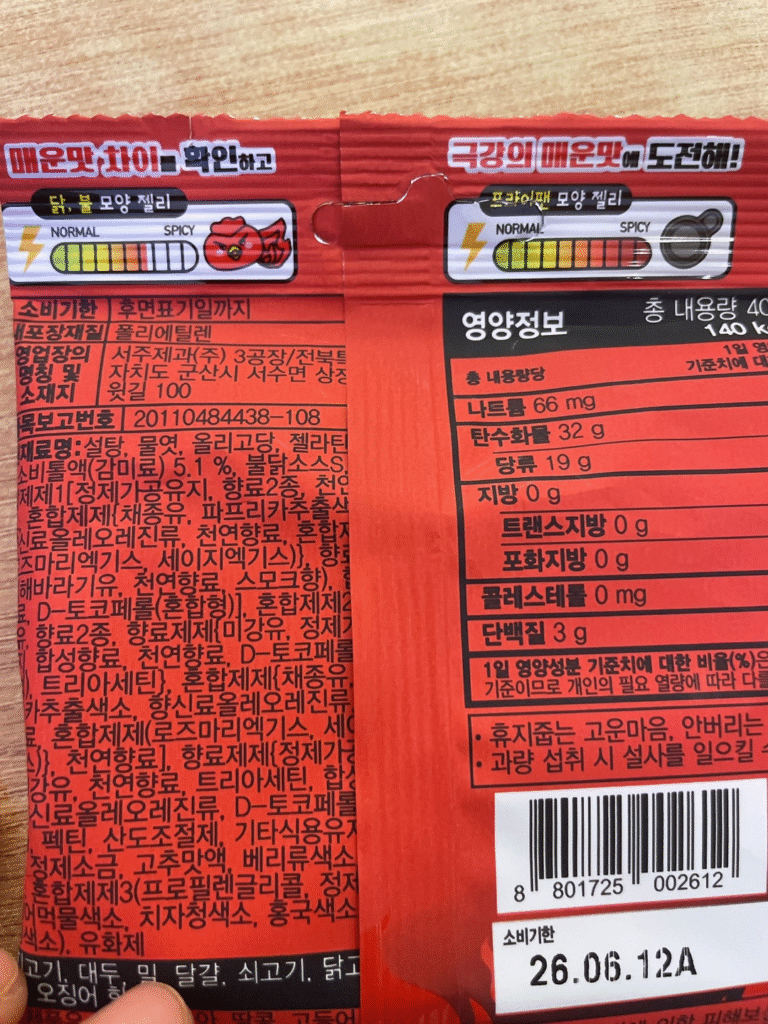 매운맛 차이를 확인하고
닭, 불 모양 젤리
NORMAL SPICY
소비기한 후면표기일까지
포장재질 폴리에틸렌
영업장의 명칭 및 소재지
서주제과(주) 3공장/전북특
자치도 군산시 서수면 상장
윗길 100
목보고번호 20110484438-108
재료명:설탕, 물엿, 올리고당, 젤라틴
소비톨액(감미료) 5.1 %, 불닭소스S,
제제1[정제가공유지, 향료2종, 천연
혼합제제{채종유, 파프리카추출색
신료올레오레진류, 천연향료, 혼합제
즈마리엑기스, 세이지엑기스)}, 향료
해바라기유, 천연향료, 스모크향),
D-토코페롤(혼합형)], 혼합제제2
향료2종, 향료제제{미강유, 정제
합성향료, 천연향료, D-토코페롤
트리아세틴}, 혼합제제{채종유,
카추출색소, 향신료올레오레진류,
혼합제제(로즈마리엑기스, 세이
)}, 천연향료], 향료제제{정제가
강유, 천연향료, 트리아세틴, 합성
신료올레오레진류, D-토코페롤
펙틴, 산도조절제, 기타식용유지
정제소금, 고추맛액, 베리류색소
혼합제제3(프로필렌글리콜, 정제
어먹물색소, 치자청색소, 홍국색소
색소), 유화제
고기, 대두, 밀, 달걀, 쇠고기, 닭고
오징어
땅콩, 고등어
극강의 매운맛에 도전해!
프라이팬 모양 젤리
NORMAL SPICY
영양정보
총 내용량 40
140 k
1일 영
기준치에 대
총 내용량당
나트륨 66 mg
탄수화물 32 g
당류 19 g
지방 0 g
트랜스지방 0 g
포화지방 0 g
콜레스테롤 0 mg
단백질 3 g
1일 영양성분 기준치에 대한 비율(%)은
기준이므로 개인의 필요 열량에 따라 다를
• 휴지줍는 고운마음, 안버리는
• 과량 섭취 시 설사를 일으킬 수
8 801725 002612
소비기한
26.06.12A